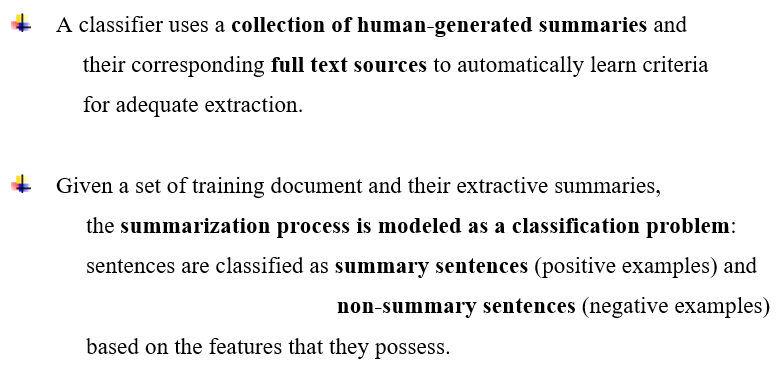 A classifier uses a collection of human-generated summaries and
their corresponding full text sources to automatically learn criteria
for adequate extraction.
Given a set of training document and their extractive summaries,
the summarization process is modeled as a classification problem:
sentences are classified as summary sentences (positive examples) and
non-summary sentences (negative examples)
based on the features that they possess.